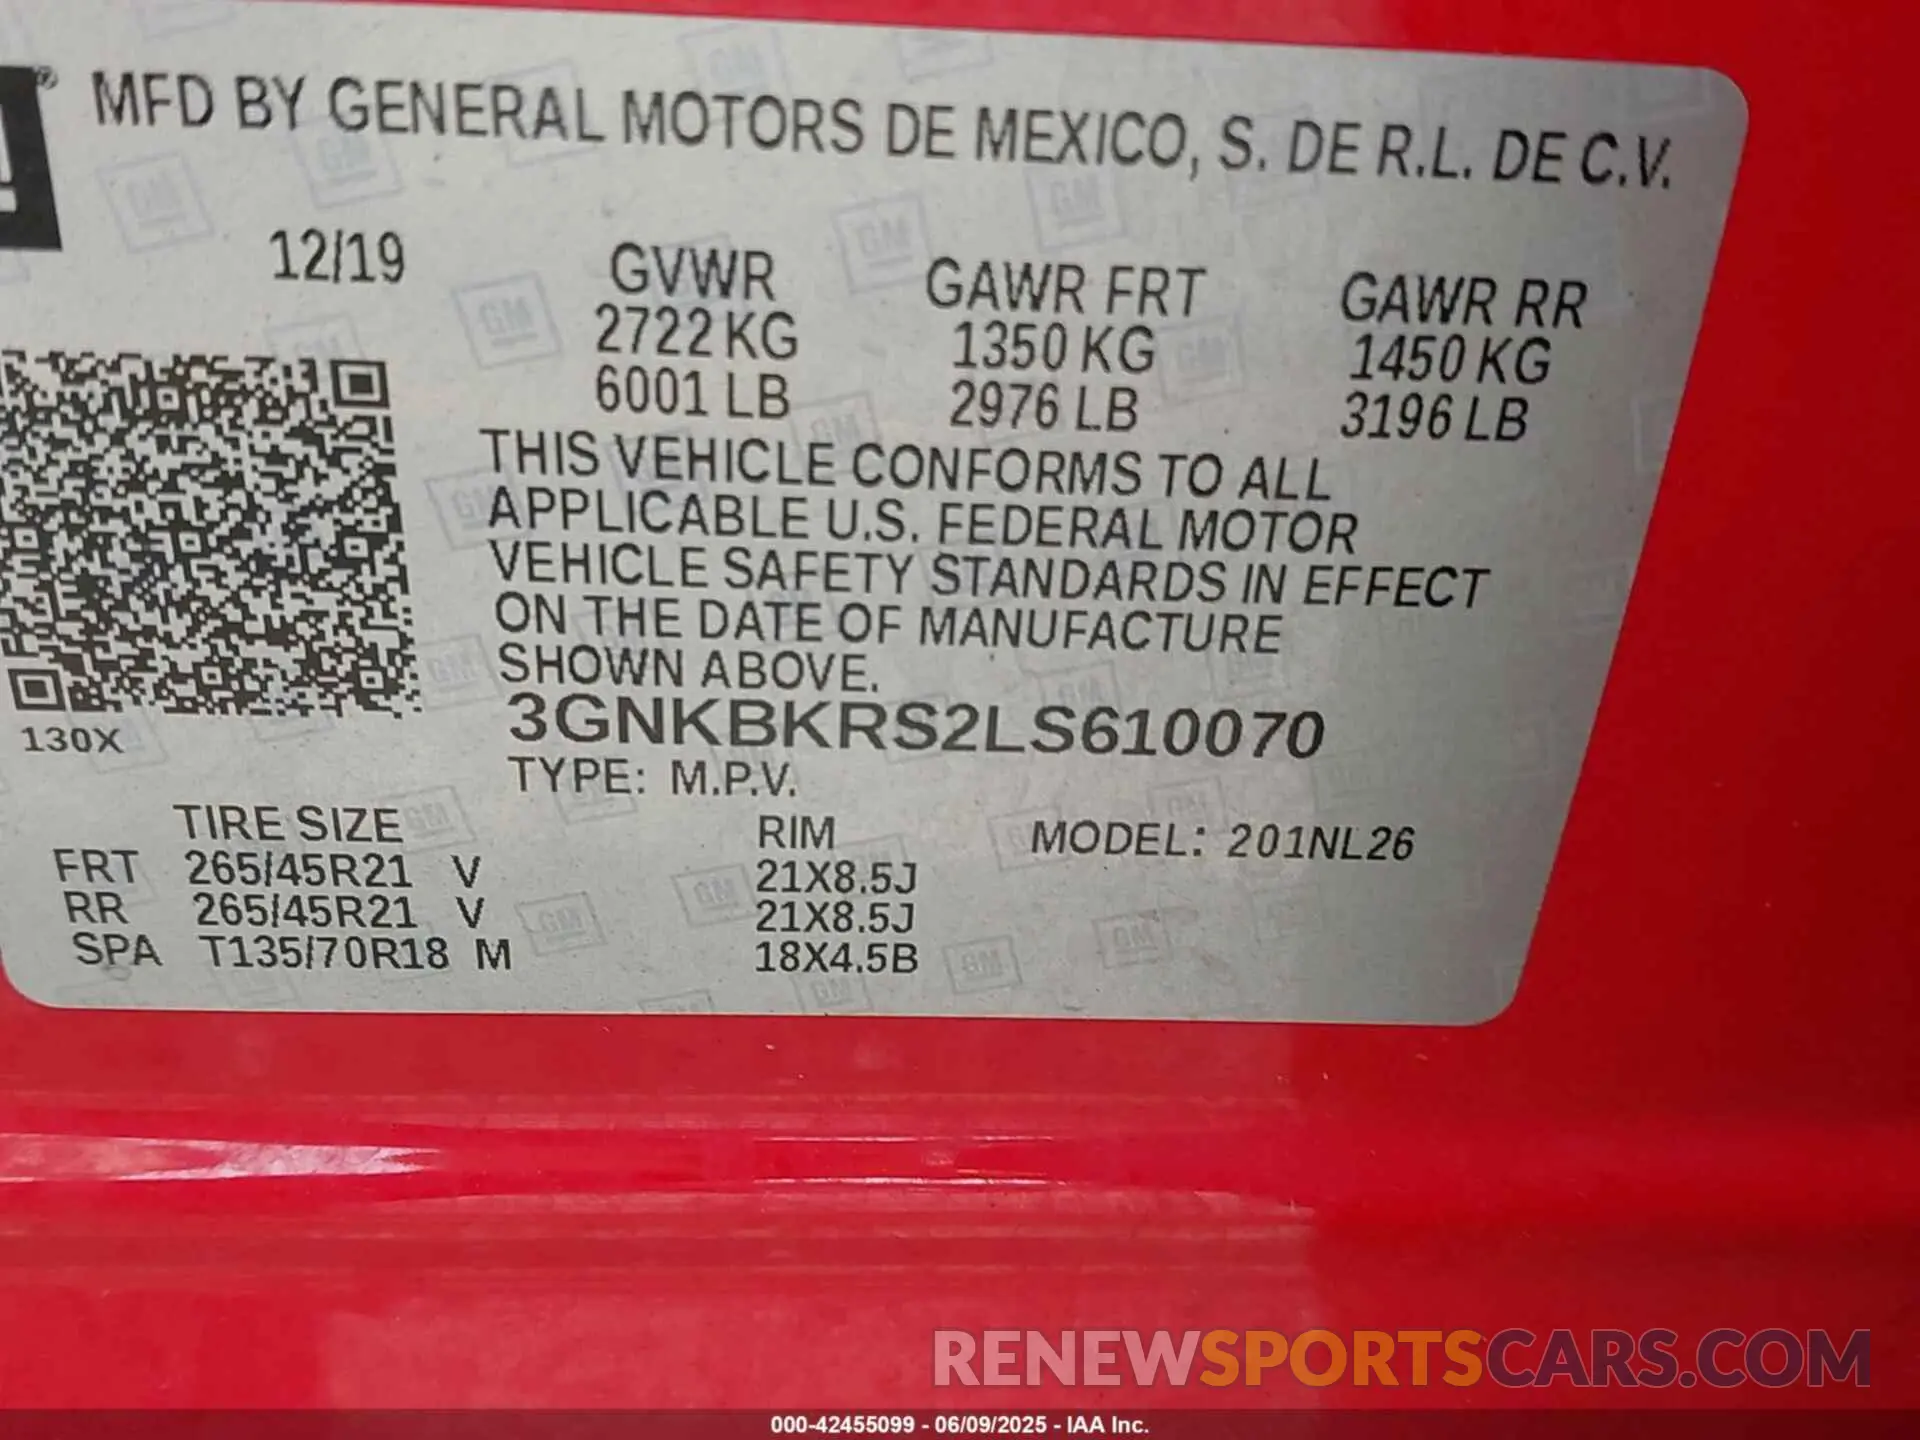 MFD BY GENERAL MOTORS DE MEXICO, S. DE R.L. DE C.V.
12/19 GVWR GAWR FRT GAWR RR
2722 KG 1350 KG 1450 KG
6001 LB 2976 LB 3196 LB
THIS VEHICLE CONFORMS TO ALL
APPLICABLE U.S. FEDERAL MOTOR
VEHICLE SAFETY STANDARDS IN EFFECT
ON THE DATE OF MANUFACTURE
SHOWN ABOVE.
3GNKBKRS2LS610070
130X
TYPE: M.P.V.
TIRE SIZE RIM MODEL: 201NL26
FRT 265/45R21 V 21X8.5J
RR 265/45R21 V 21X8.5J
SPA T135/70R18 M 18X4.5B
RENEWSPORTSCARS.COM
000-42455099 - 06/09/2025 - IAA Inc.